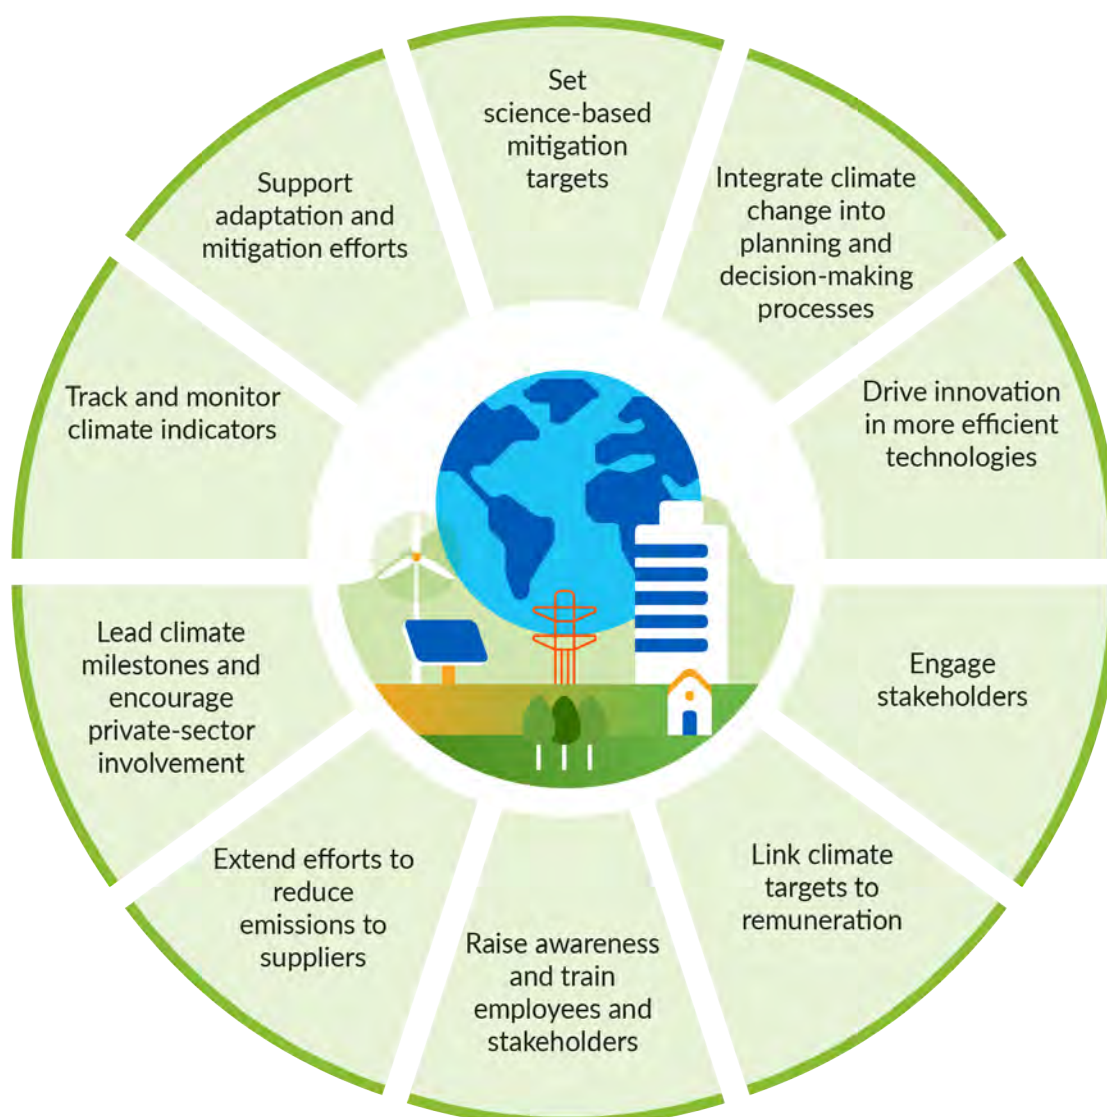 Set
science-based
mitigation
targets
Integrate climate
change into
planning and
decision-making
processes
Drive innovation
in more efficient
technologies
Engage
stakeholders
Link climate
targets to
remuneration
Raise awareness
and train
employees and
stakeholders
Extend efforts to
reduce
emissions to
suppliers
Lead climate
milestones and
encourage
private-sector
involvement
Track and monitor
climate indicators
Support
adaptation and
mitigation efforts